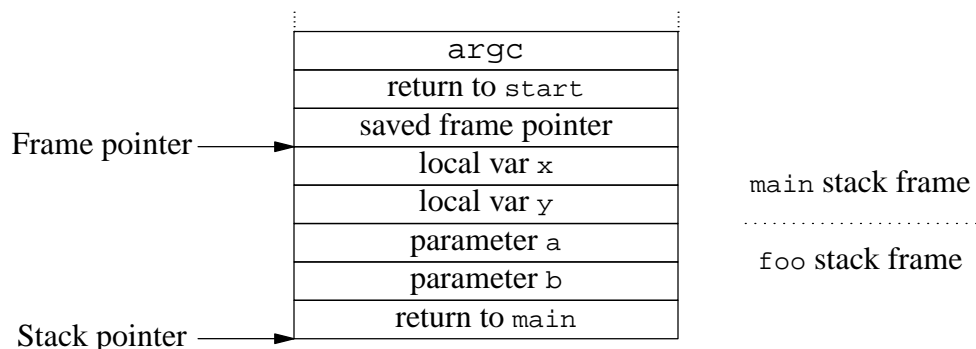 argc
return to start
saved frame pointer
Frame pointer
local var x
main stack frame
local var y
parameter a
foo stack frame
parameter b
return to main
Stack pointer